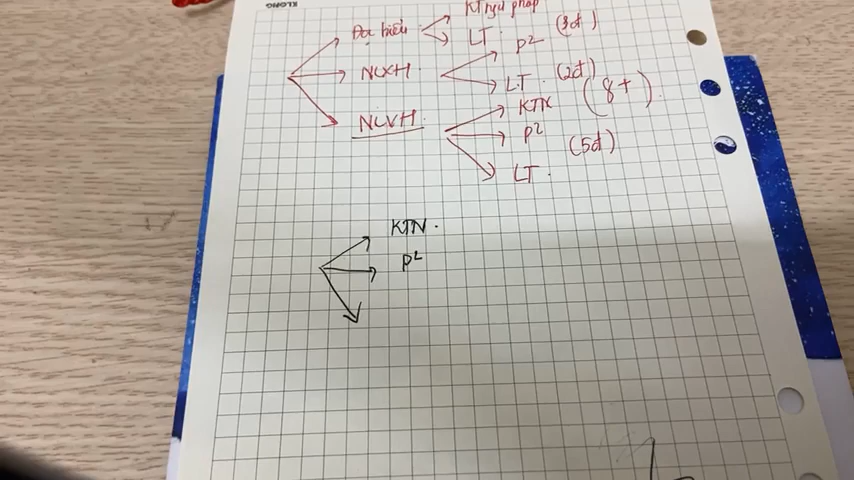 KLONG
KT ngữ pháp
Đọc hiểu
LT. (3đ)
P²
NLXH.
LT. (2đ)
KTN (8+).
NLVH.
P²
(5đ)
LT.
KTN.
P²